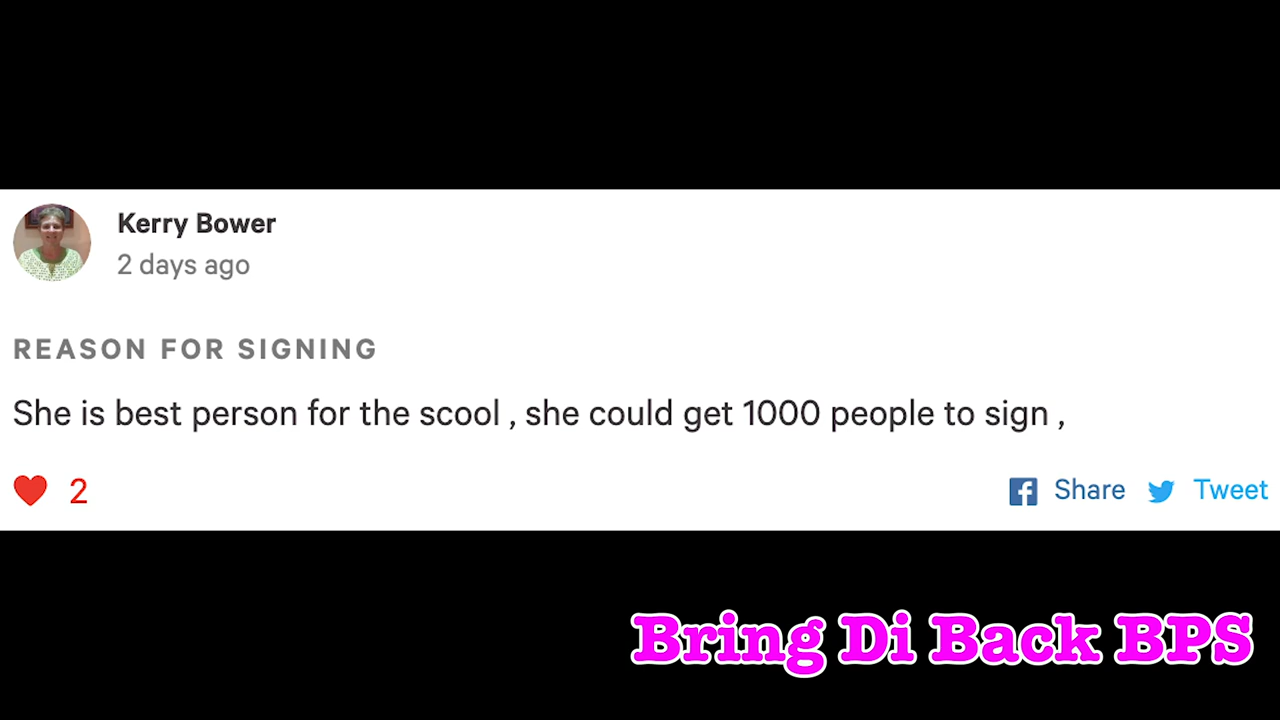 Kerry Bower
2 days ago
REASON FOR SIGNING
She is best person for the scool , she could get 1000 people to sign ,
2
Share
Tweet
Bring Di Back BPS